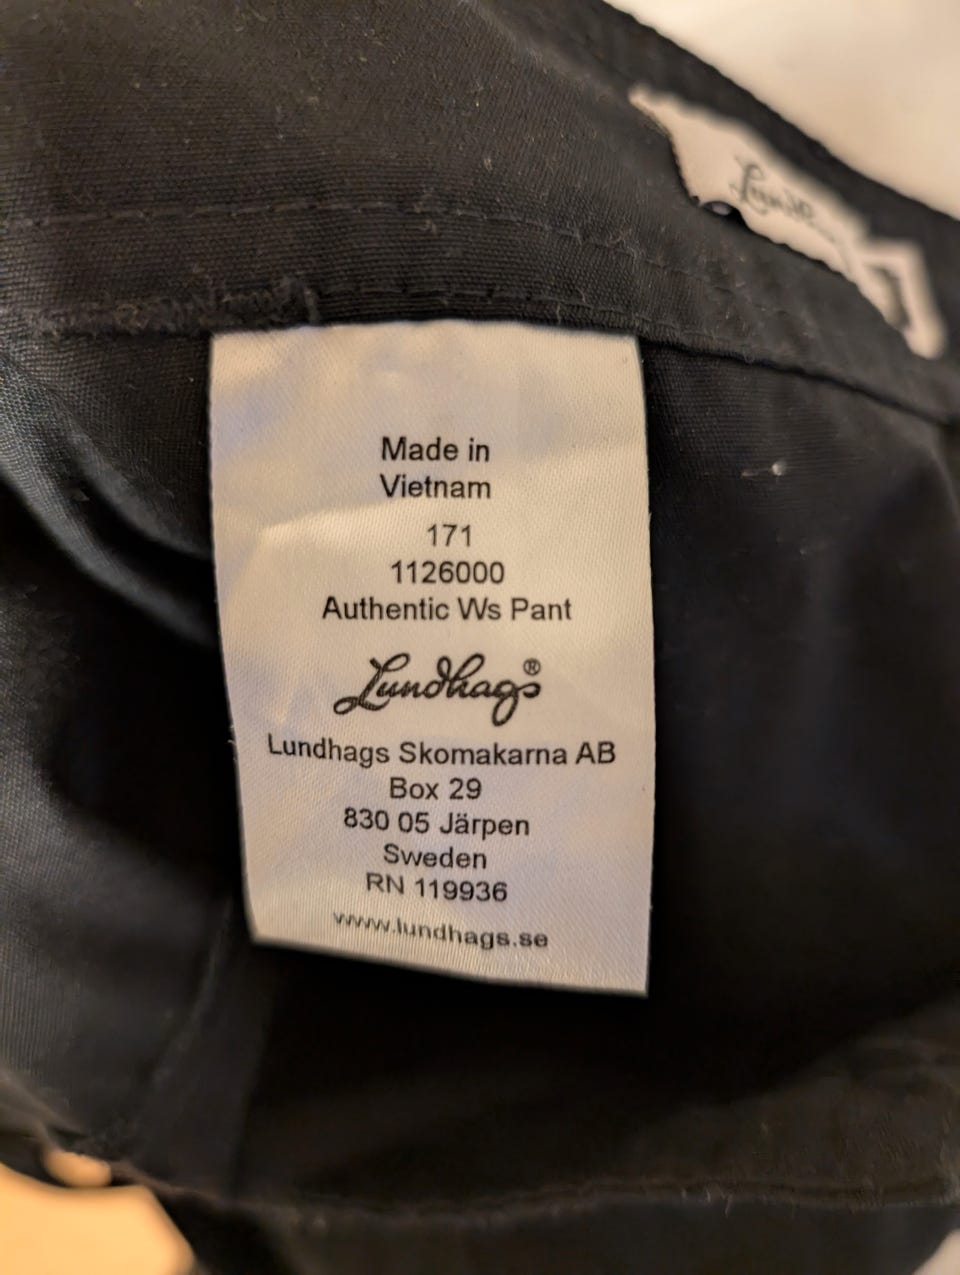 Made in
Vietnam
171
1126000
Authentic Ws Pant
Lundhags®
Lundhags Skomakarna AB
Box 29
830 05 Järpen
Sweden
RN 119936
www.lundhags.se